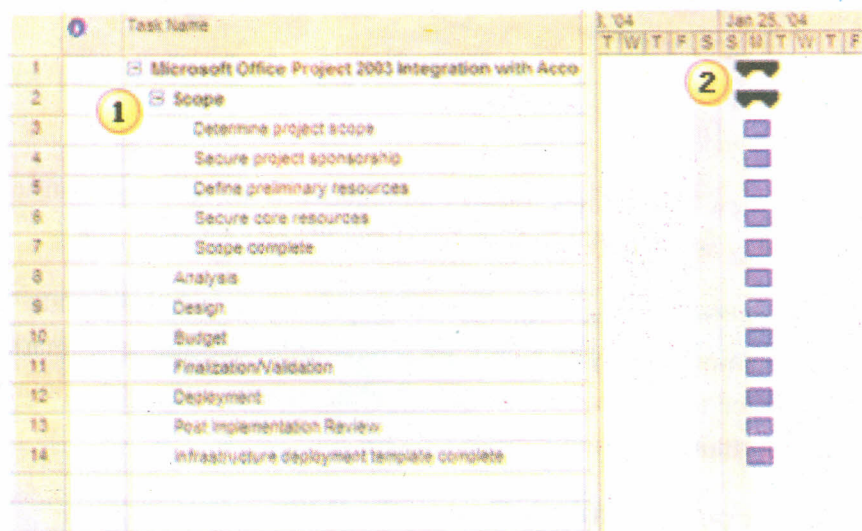 Task Name
, '04 Jan 25, '04
T W T F S S M T W T F
1 Microsoft Office Project 2003 Integration with Acco
2
2 Scope
1
3 Determine project scope
4 Secure project sponsorship
5 Define preliminary resources
6 Secure core resources
7 Scope complete
8 Analysis
9 Design
10 Budget
11 Finalization/Validation
12 Deployment
13 Post Implementation Review
14 Infrastructure deployment template complete